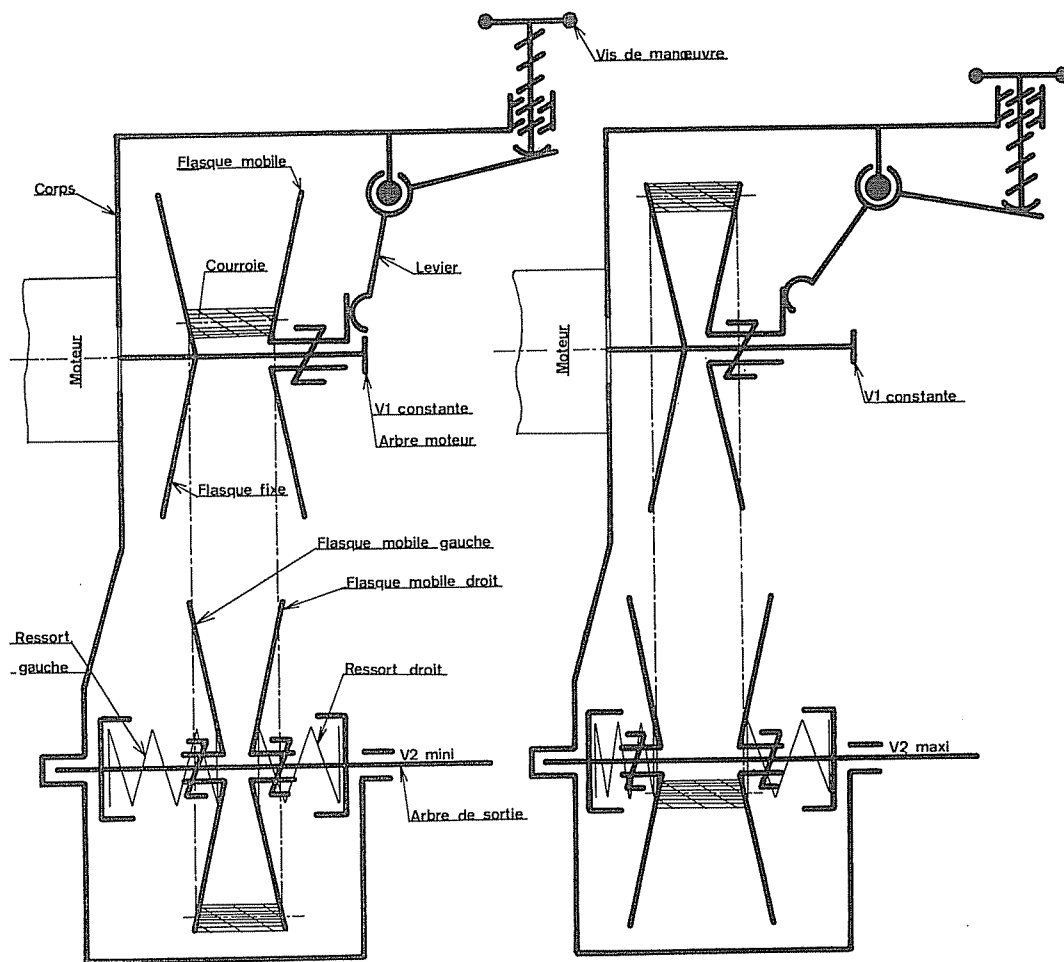 Vis de manœuvre
Flasque mobile
Corps
Courroie
Levier
Moteur
V1 constante
Arbre moteur
Flasque fixe
Flasque mobile gauche
Flasque mobile droit
Ressort
gauche
Ressort droit
V2 mini
Arbre de sortie
Moteur
V1 constante
V2 maxi